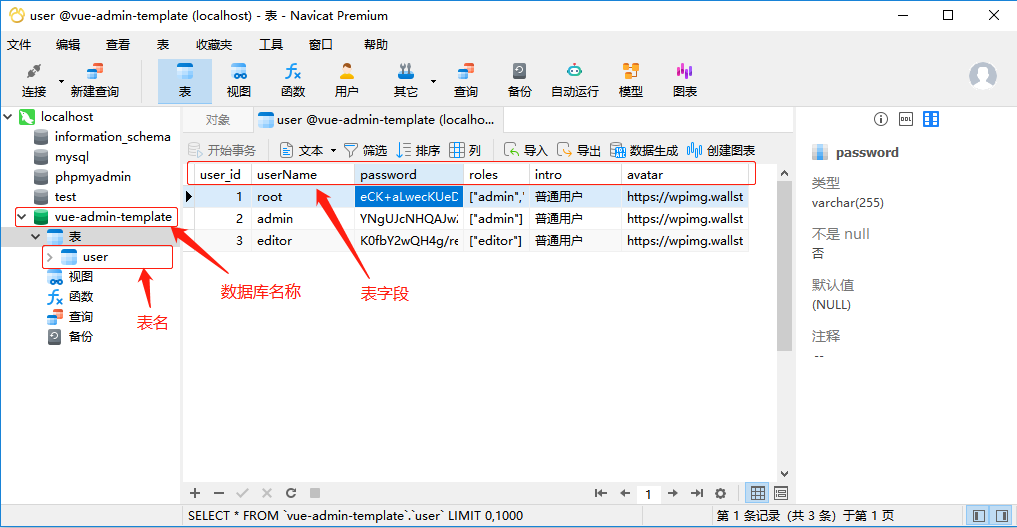 user @vue-admin-template (localhost) - 表 - Navicat Premium
文件 编辑 查看 表 收藏夹 工具 窗口 帮助
连接 新建查询 表 视图 函数 用户 其它 查询 备份 自动运行 模型 图表
localhost
information_schema
mysql
phpmyadmin
test
vue-admin-template
表
user
视图
函数
查询
备份
表名
数据库名称
表字段
对象 user @vue-admin-template (localho...
开始事务 文本 筛选 排序 列 导入 导出 数据生成 创建图表
user_id userName password roles intro avatar
1 root eCK+aLwecKUeD ["admin",' 普通用户 https://wpimg.wallst
2 admin YNgUJcNHQAJw ["admin"] 普通用户 https://wpimg.wallst
3 editor K0fbY2wQH4g/re ["editor"] 普通用户 https://wpimg.wallst
1
password
类型
varchar(255)
不是 null
否
默认值
(NULL)
注释
--
SELECT * FROM `vue-admin-template`.`user` LIMIT 0,1000
第 1 条记录（共 3 条）于第 1 页